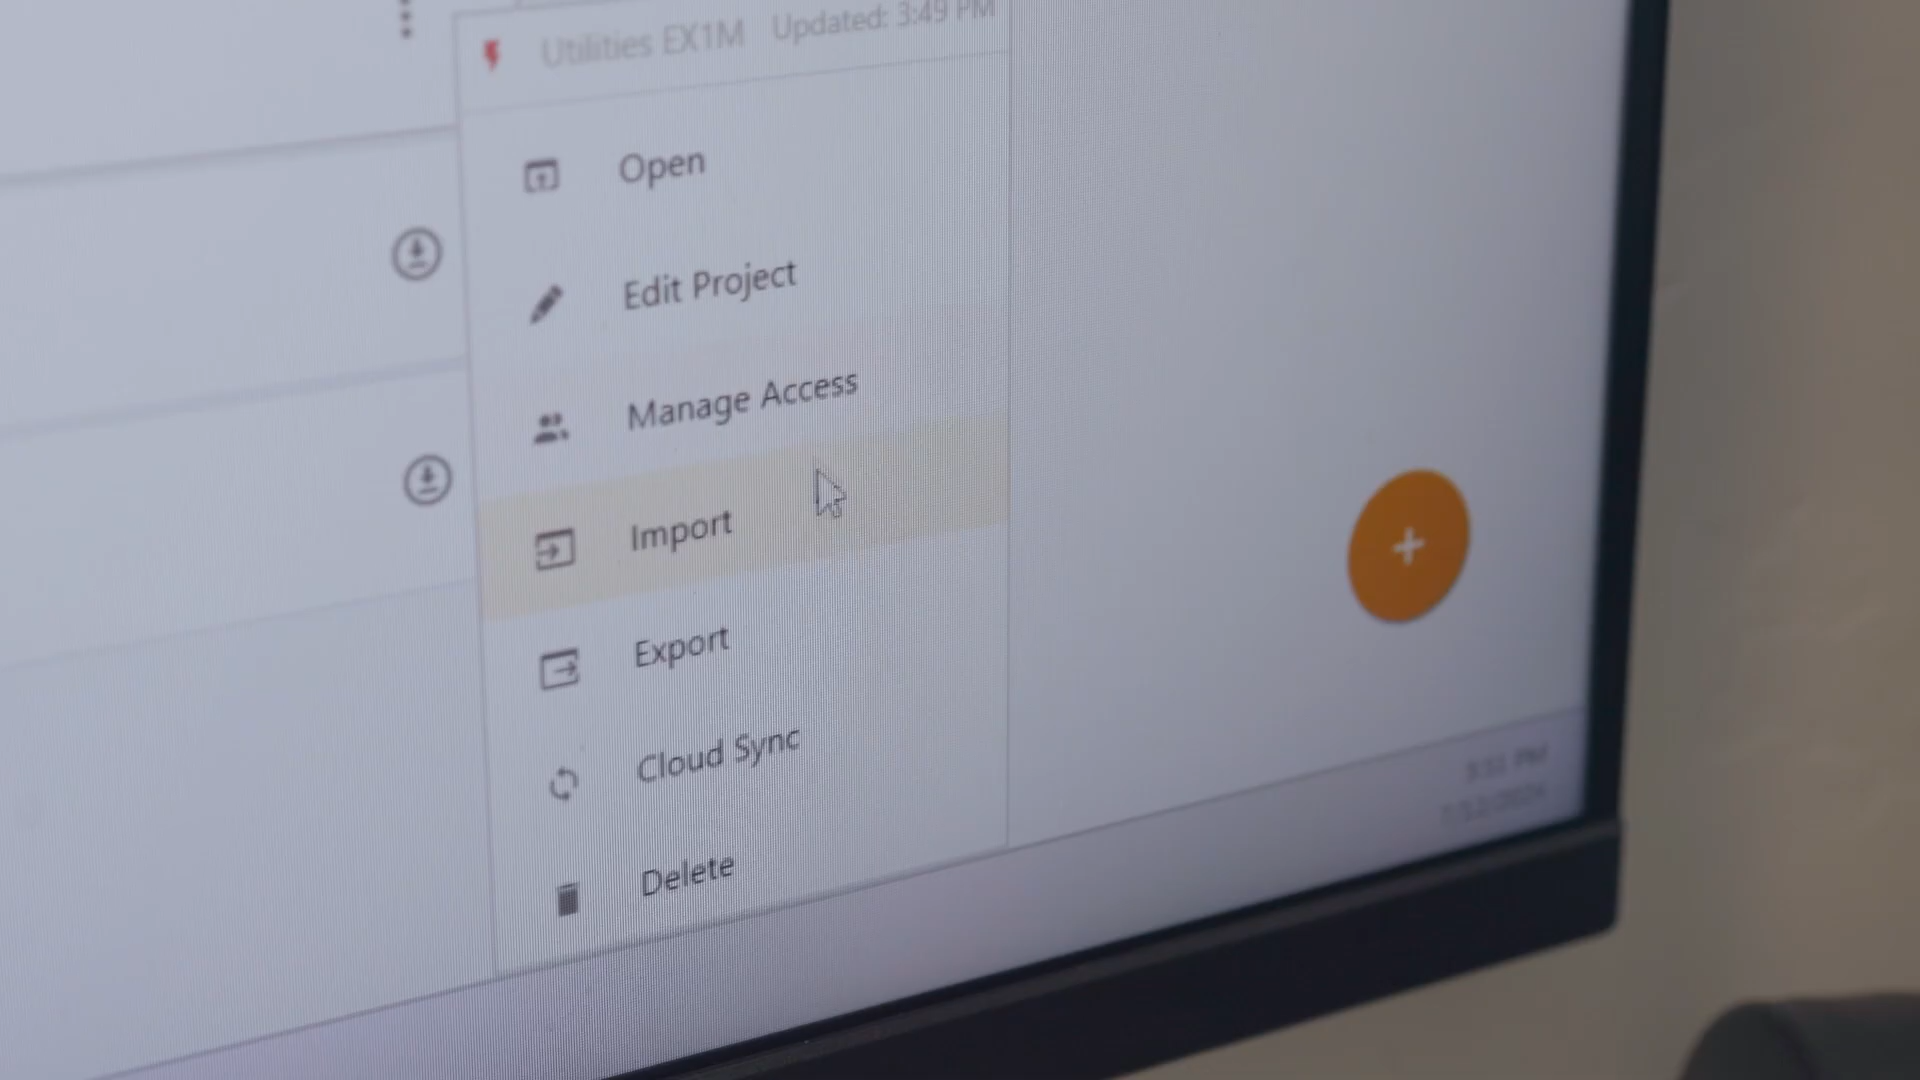 Utilities EX1M Updated: 3:49 PM
Open
Edit Project
Manage Access
Import
Export
Cloud Sync
Delete